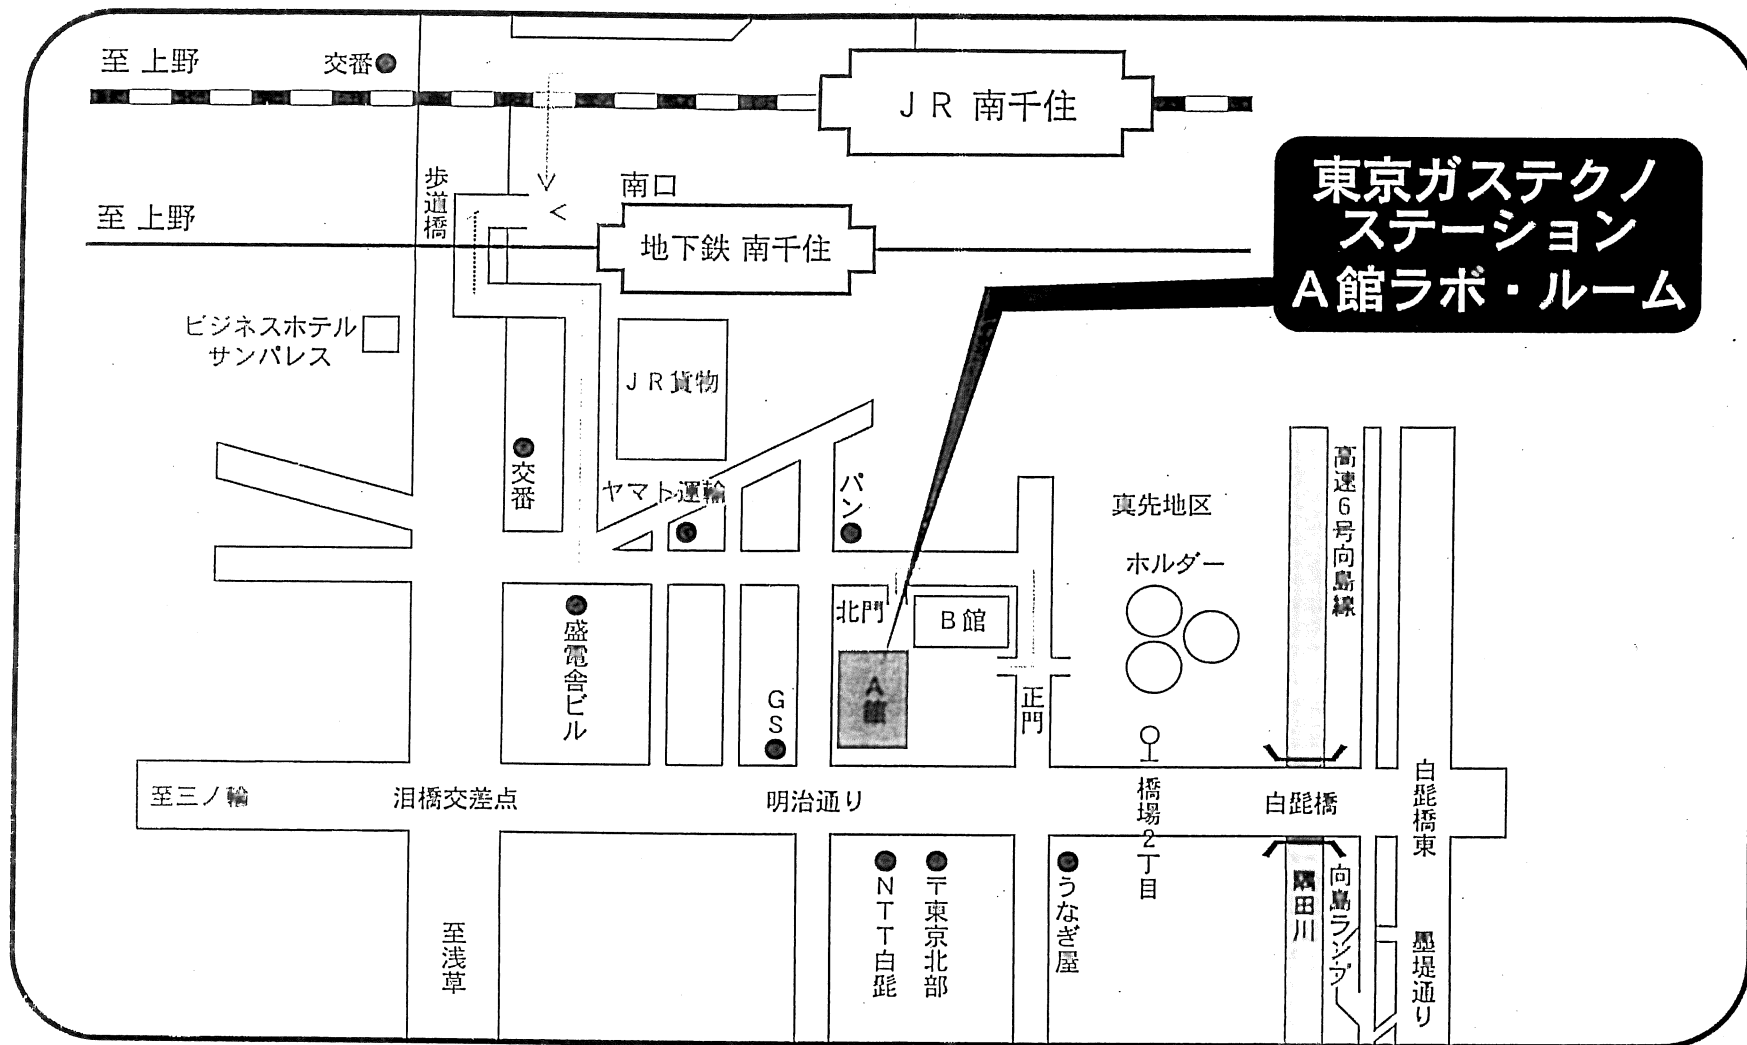 至 上野
交番
JR 南千住
東京ガステクノ
ステーション
A館ラボ・ルーム
歩道橋
南口
至 上野
地下鉄 南千住
ビジネスホテル
サンパレス
JR貨物
交番
ヤマト運輸
パン
真先地区
ホルダー
高速6号向島線
盛電舎ビル
北門
B館
A館
GS
正門
至三ノ輪
泪橋交差点
明治通り
橋場2丁目
白髭橋
白髭橋東
至浅草
NTT白髭
〒東京北部
うなぎ屋
隅田川
向島ランプ
墨堤通り